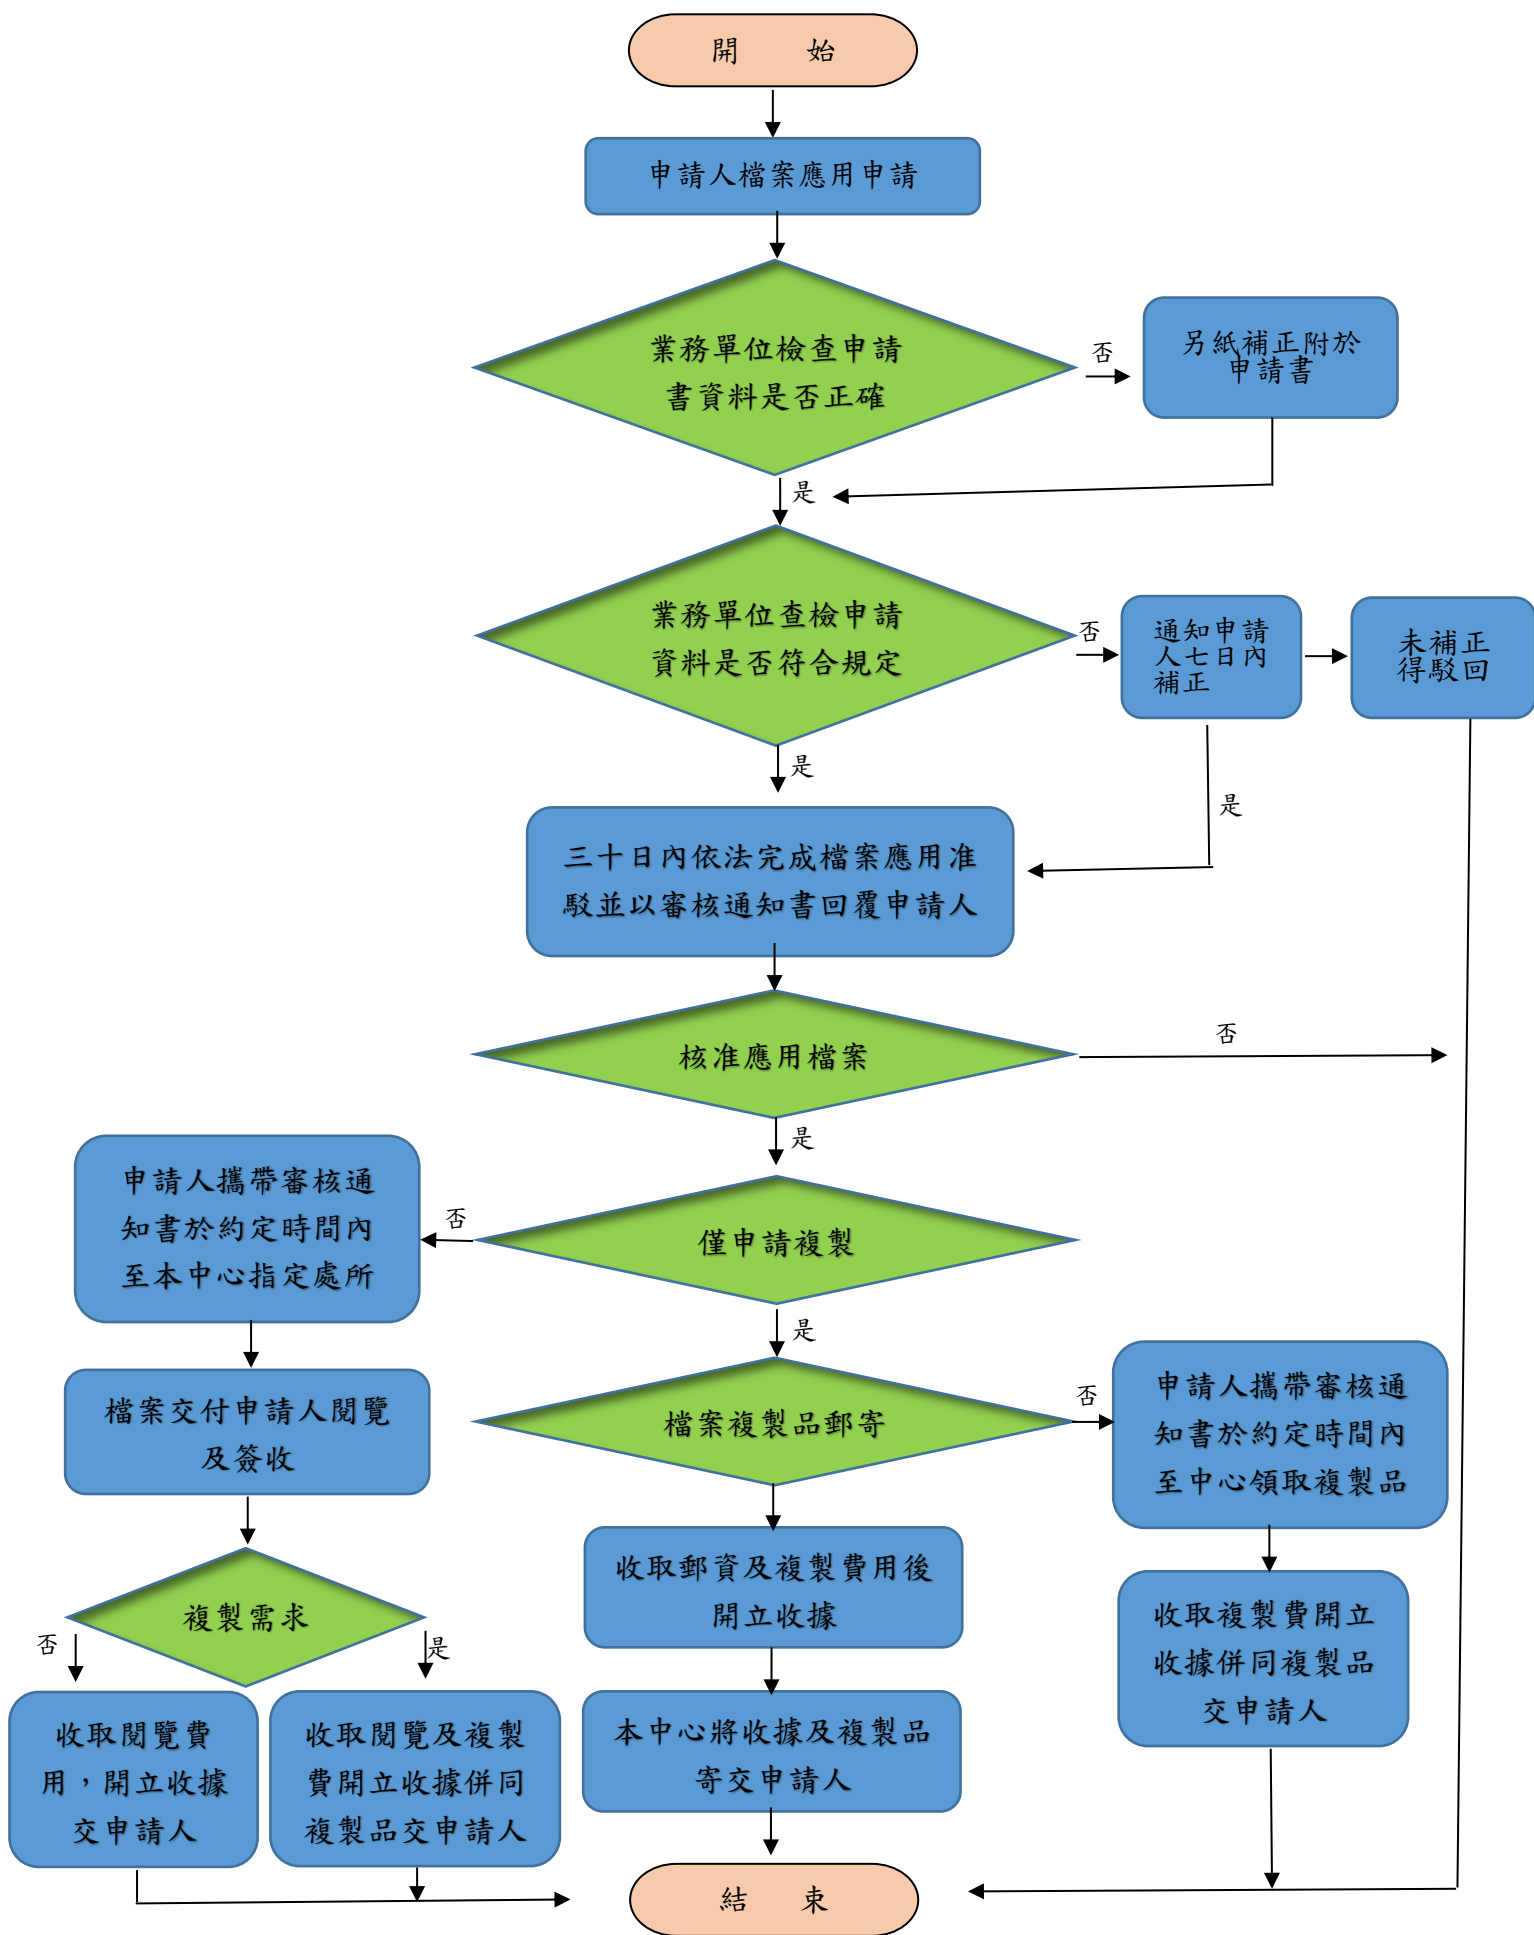 開 始
申請人檔案應用申請
業務單位檢查申請
書資料是否正確
否
另紙補正附於
申請書
是
業務單位查檢申請
資料是否符合規定
否
通知申請
人七日內
補正
未補正
得駁回
是
是
三十日內依法完成檔案應用准
駁並以審核通知書回覆申請人
核准應用檔案
否
是
僅申請複製
否
申請人攜帶審核通
知書於約定時間內
至本中心指定處所
是
檔案交付申請人閱覽
及簽收
檔案複製品郵寄
否
申請人攜帶審核通
知書於約定時間內
至中心領取複製品
複製需求
否
是
收取郵資及複製費用後
開立收據
收取複製費開立
收據併同複製品
交申請人
收取閱覽費
用，開立收據
交申請人
收取閱覽及複製
費開立收據併同
複製品交申請人
本中心將收據及複製品
寄交申請人
結 束